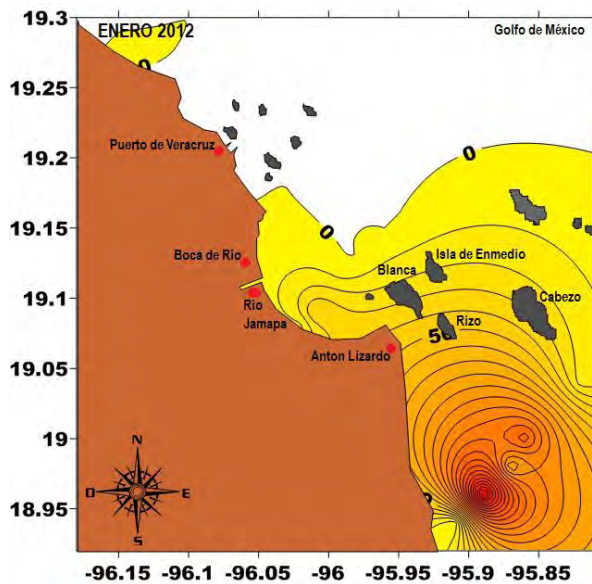 19.3
ENERO 2012
Golfo de México
0
19.25
19.2
Puerto de Veracruz
0
19.15
0
Boca de Rio
Isla de Enmedio
Blanca
19.1
Cabezo
Rio
Jamapa
Rizo
50
Anton Lizardo
19.05
19
N
O
E
S
18.95
-96.15
-96.1
-96.05
-96
-95.95
-95.9
-95.85